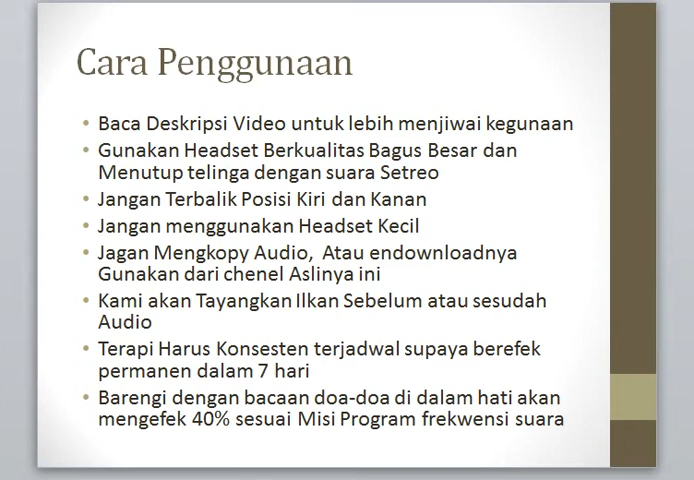 Cara Penggunaan
• Baca Deskripsi Video untuk lebih menjiwai kegunaan
• Gunakan Headset Berkualitas Bagus Besar dan
Menutup telinga dengan suara Setreo
• Jangan Terbalik Posisi Kiri dan Kanan
• Jangan menggunakan Headset Kecil
• Jagan Mengkopy Audio, Atau endownloadnya
Gunakan dari chenel Aslinya ini
• Kami akan Tayangkan Ilkan Sebelum atau sesudah
Audio
• Terapi Harus Konsesten terjadwal supaya berefek
permanen dalam 7 hari
• Barengi dengan bacaan doa-doa di dalam hati akan
mengefek 40% sesuai Misi Program frekwensi suara